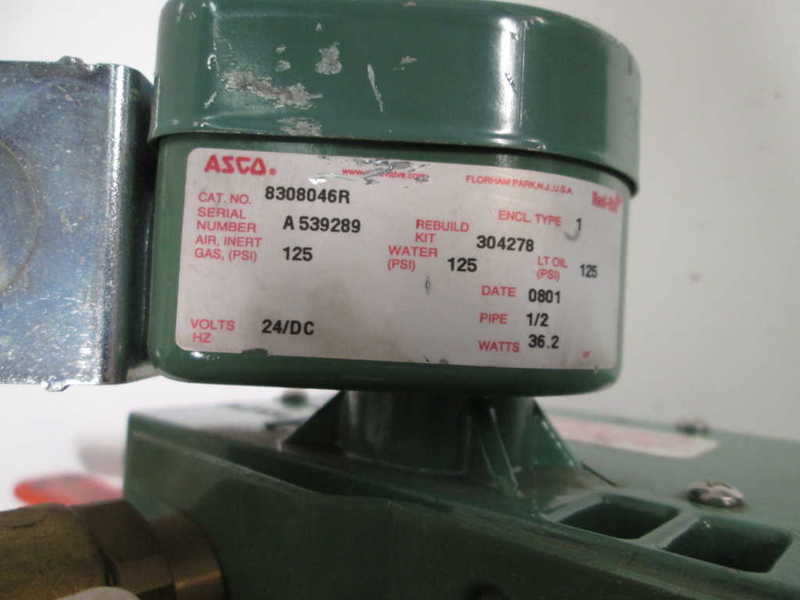 ASCO®
FLORHAM PARK, N.J., U.S.A.
CAT. NO. 8308046R
ENCL. TYPE 1
SERIAL
NUMBER A 539289
REBUILD
KIT 304278
AIR, INERT
GAS, (PSI) 125
WATER
(PSI) 125
LT OIL
(PSI) 125
DATE 0801
PIPE 1/2
VOLTS 24/DC
HZ
WATTS 36.2